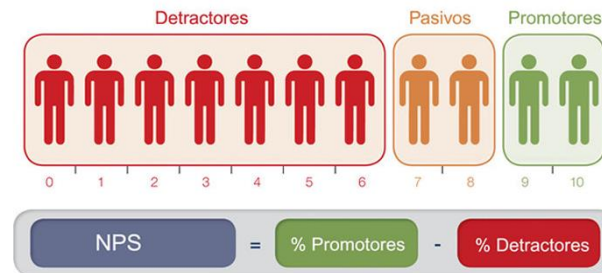 Detractores Pasivos Promotores
0 1 2 3 4 5 6 7 8 9 10
NPS = % Promotores - % Detractores